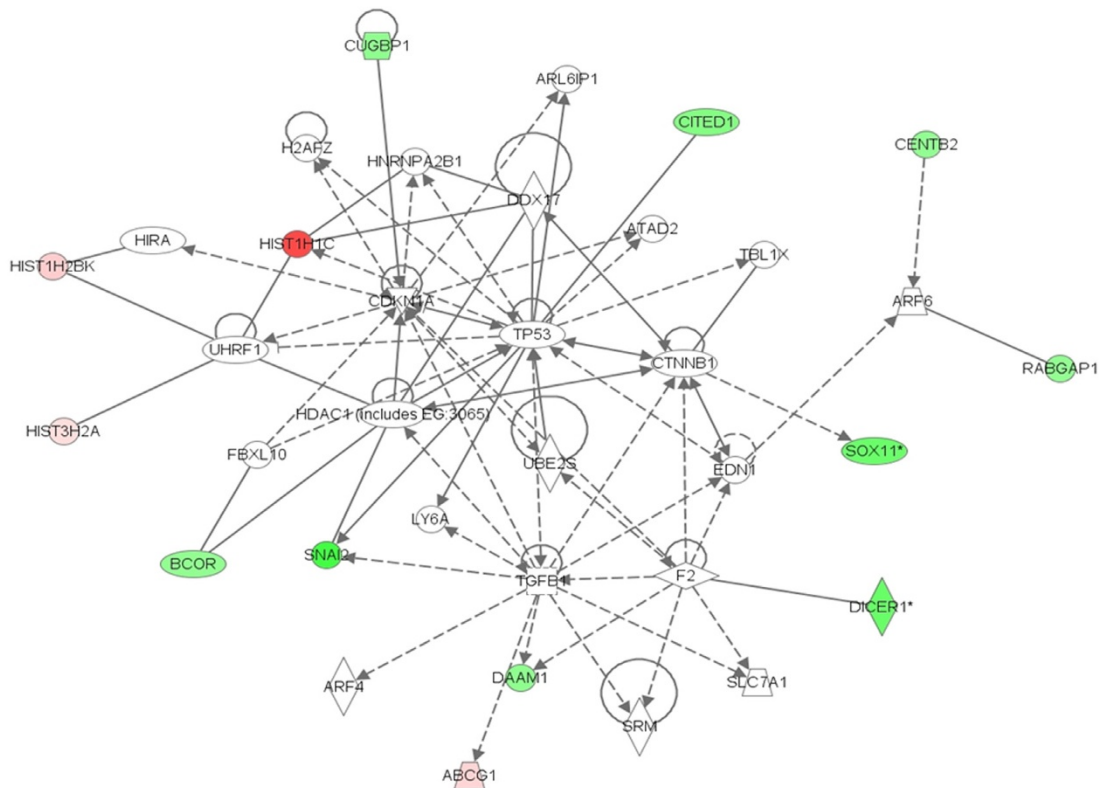 CUGBP1
ARL6IP1
CITED1
CENTB2
H2AFZ
HNRNPA2B1
DDX17
ATAD2
HIRA
HIST1H1C
TBL1X
HIST1H2BK
CDKN1A
ARF6
TP53
UHRF1
CTNNB1
RABGAP1
HDAC1 (includes EG:3065)
HIST3H2A
SOX11*
FBXL10
UBE2S
EDN1
LY6A
BCOR
SNAI2
TGFB1
F2
DICER1*
ARF4
DAAM1
SLC7A1
SRM
ABCG1